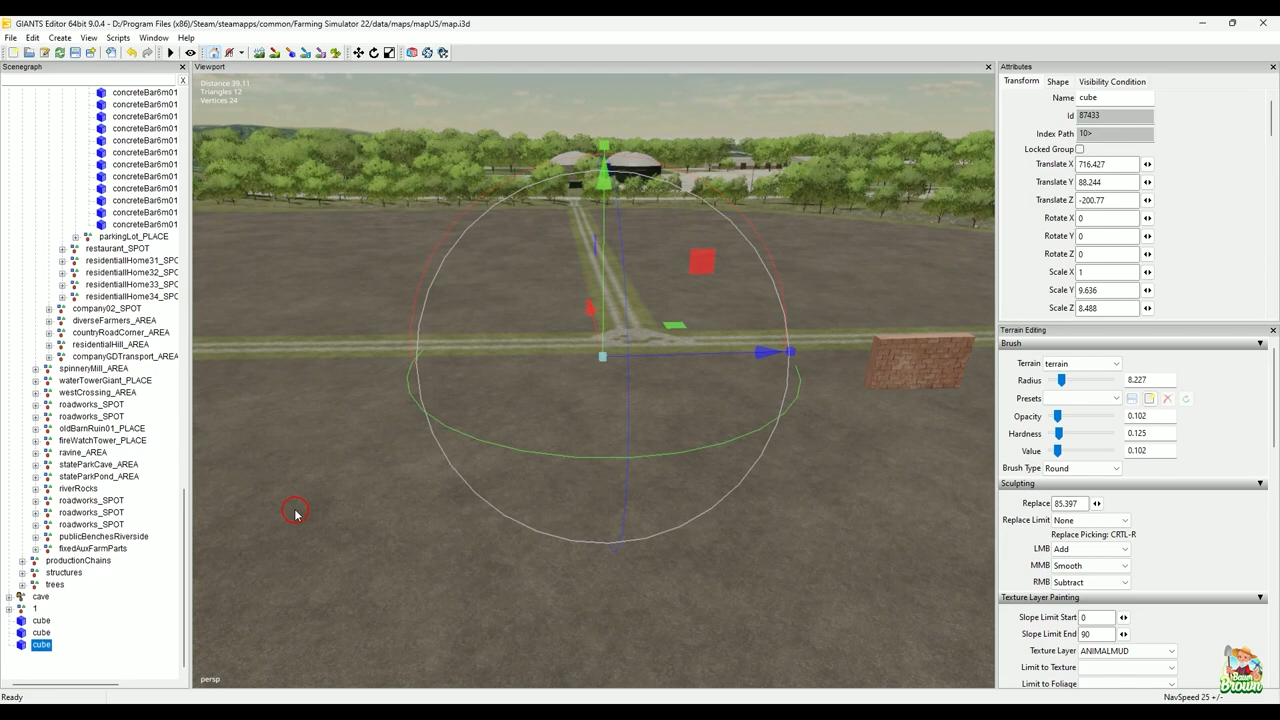 GIANTS Editor 64bit 9.0.4 - D:/Program Files (x86)/Steam/steamapps/common/Farming Simulator 22/data/maps/mapUS/map.i3d
File Edit Create View Scripts Window Help
Scenegraph
concreteBar6m01
concreteBar6m01
concreteBar6m01
concreteBar6m01
concreteBar6m01
concreteBar6m01
concreteBar6m01
concreteBar6m01
concreteBar6m01
concreteBar6m01
concreteBar6m01
concreteBar6m01
parkingLot_PLACE
restaurant_SPOT
residentiallHome31_SPC
residentiallHome32_SPC
residentiallHome33_SPC
residentiallHome34_SPC
company02_SPOT
diverseFarmers_AREA
countryRoadCorner_AREA
residentialHill_AREA
companyGDTransport_AREA
spinneryMill_AREA
waterTowerGiant_PLACE
westCrossing_AREA
roadworks_SPOT
roadworks_SPOT
oldBarnRuin01_PLACE
fireWatchTower_PLACE
ravine_AREA
stateParkCave_AREA
stateParkPond_AREA
riverRocks
roadworks_SPOT
roadworks_SPOT
roadworks_SPOT
publicBenchesRiverside
fixedAuxFarmParts
productionChains
structures
trees
cave
1
cube
cube
cube
Ready
Viewport
Distance 39.11
Triangles 12
Vertices 24
persp
Attributes
Transform Shape Visibility Condition
Name cube
Id 87433
Index Path 10>
Locked Group
Translate X 716.427
Translate Y 88.244
Translate Z -200.77
Rotate X 0
Rotate Y 0
Rotate Z 0
Scale X 1
Scale Y 9.636
Scale Z 8.488
Terrain Editing
Brush
Terrain terrain
Radius 8.227
Presets
Opacity 0.102
Hardness 0.125
Value 0.102
Brush Type Round
Sculpting
Replace 85.397
Replace Limit None
Replace Picking: CRTL-R
LMB Add
MMB Smooth
RMB Subtract
Texture Layer Painting
Slope Limit Start 0
Slope Limit End 90
Texture Layer ANIMALMUD
Limit to Texture
Limit to Foliage
NavSpeed 25 +/-